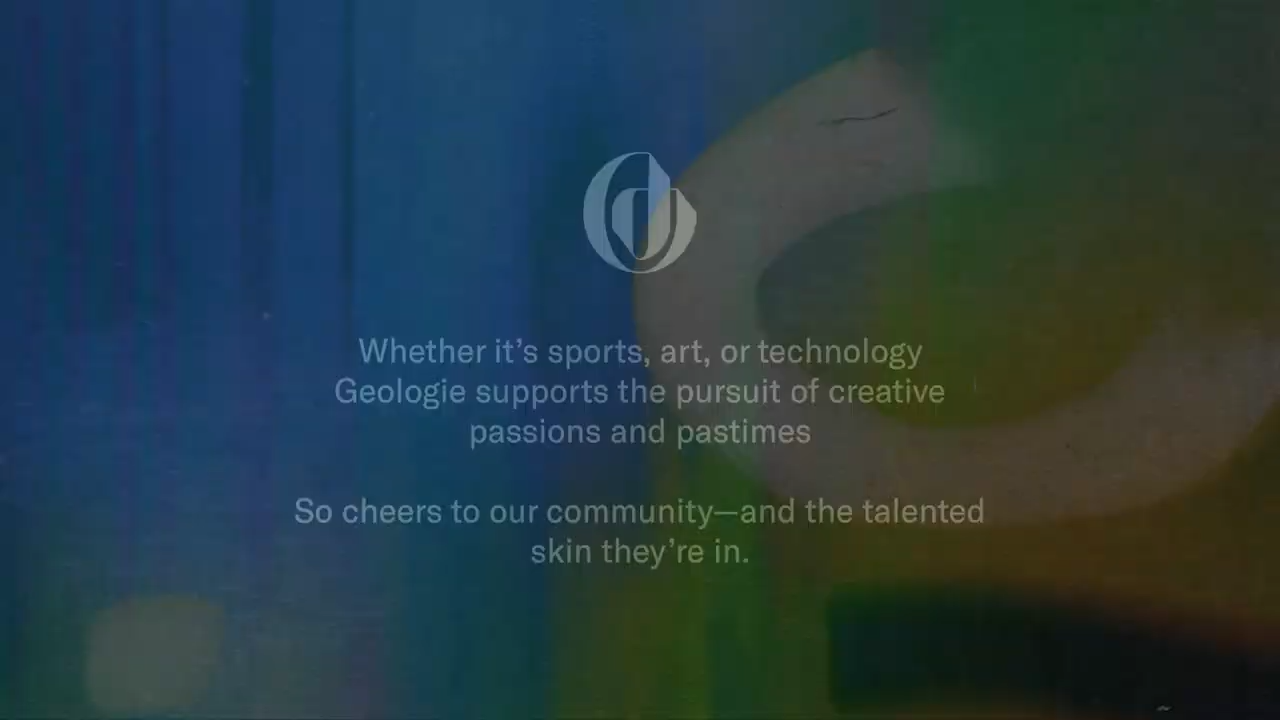 Whether it’s sports, art, or technology
Geologie supports the pursuit of creative
passions and pastimes
So cheers to our community—and the talented
skin they’re in.